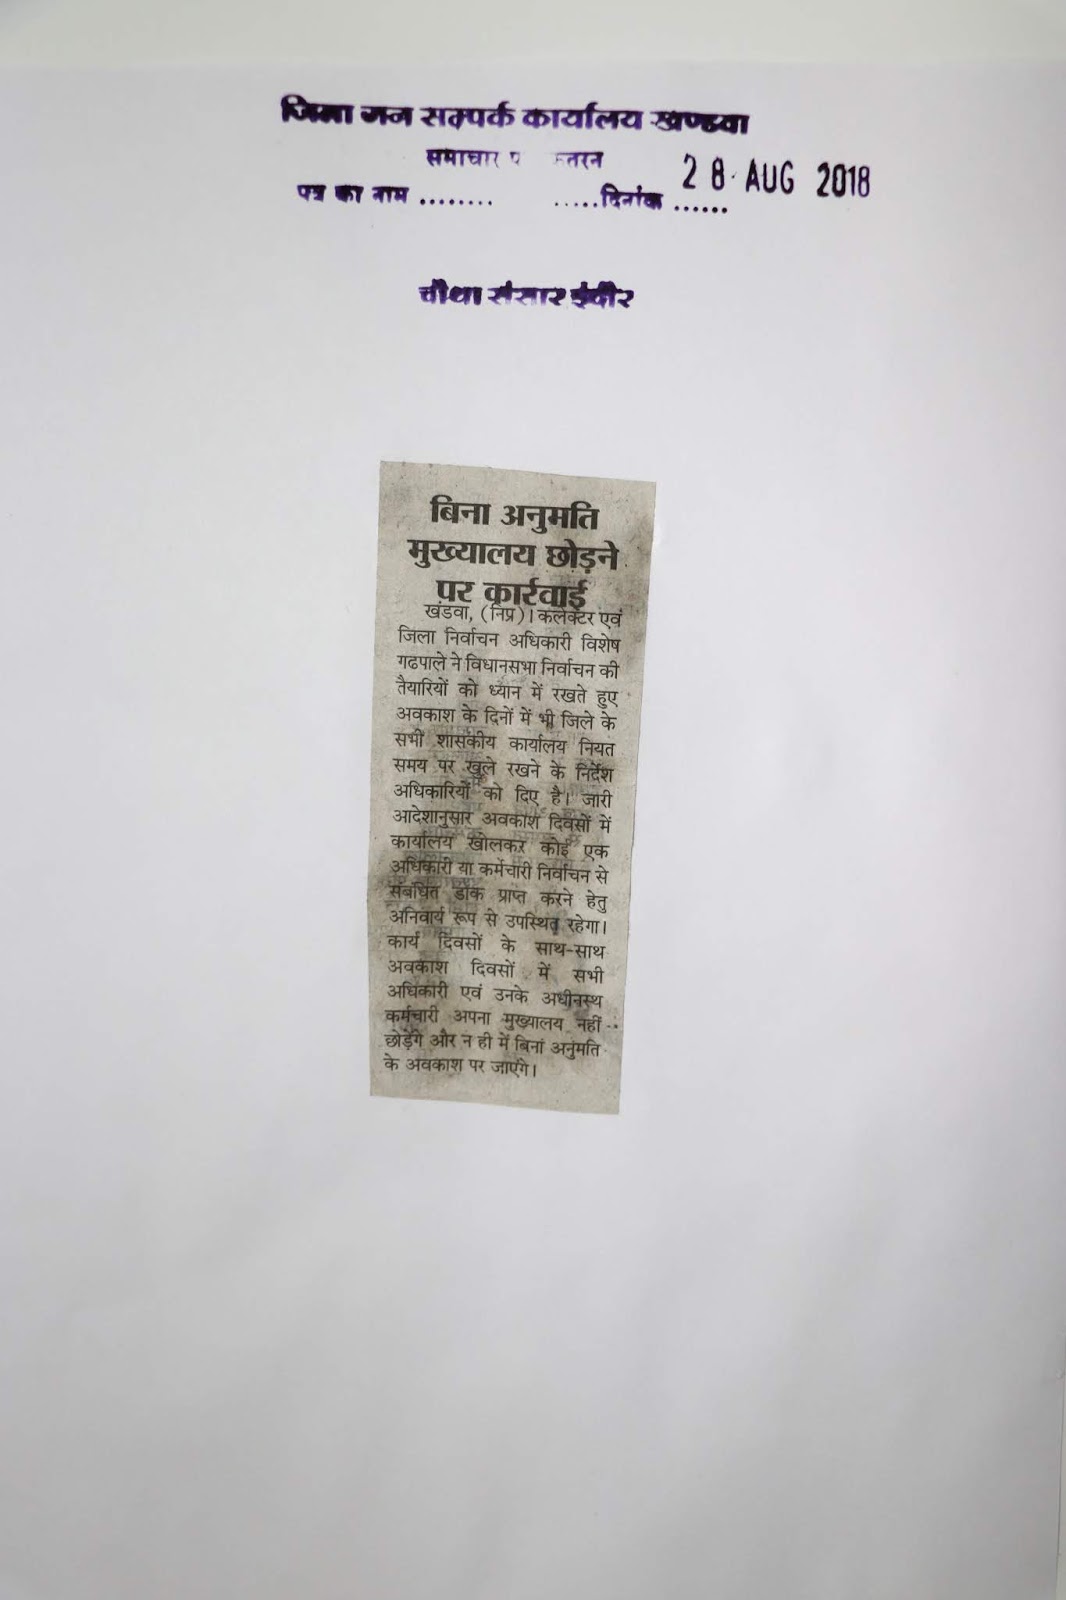 जिला जन सम्पर्क कार्यालय खण्डवा
समाचार प तरन
पत्र का नाम ........ .....दिनांक ......
28 AUG 2018
चौथा संसार इंदौर
बिना अनुमति
मुख्यालय छोड़ने
पर कार्रवाई
खंडवा, (निप्र)। कलेक्टर एवं
जिला निर्वाचन अधिकारी विशेष
गढपाले ने विधानसभा निर्वाचन की
तैयारियों को ध्यान में रखते हुए
अवकाश के दिनों में भी जिले के
सभी शासकीय कार्यालय नियत
समय पर खुले रखने के निर्देश
अधिकारियों को दिए है। जारी
आदेशानुसार अवकाश दिवसों में
कार्यालय खोलकर कोई एक
अधिकारी या कर्मचारी निर्वाचन से
संबधित डाक प्राप्त करने हेतु
अनिवार्य रूप से उपस्थित रहेगा।
कार्य दिवसों के साथ-साथ
अवकाश दिवसों में सभी
अधिकारी एवं उनके अधीनस्थ
कर्मचारी अपना मुख्यालय नहीं
छोड़ेंगे और न ही में बिना अनुमति
के अवकाश पर जाएंगे।